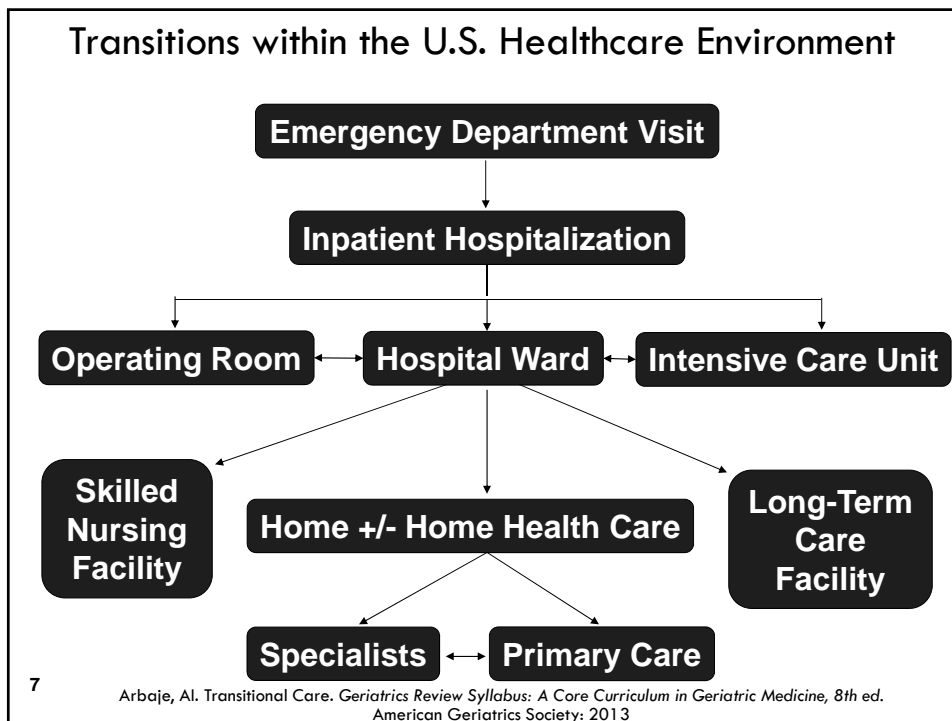 Transitions within the U.S. Healthcare Environment
Emergency Department Visit
Inpatient Hospitalization
Operating Room
Hospital Ward
Intensive Care Unit
Skilled
Nursing
Facility
Home +/- Home Health Care
Long-Term
Care
Facility
Specialists
Primary Care
7
Arbaje, AI. Transitional Care. Geriatrics Review Syllabus: A Core Curriculum in Geriatric Medicine, 8th ed.
American Geriatrics Society: 2013